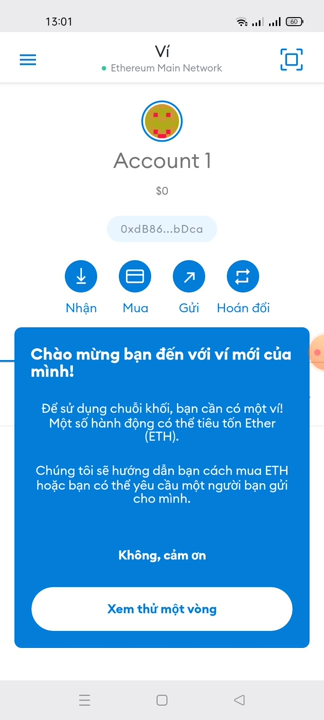 13:01
60
Ví
Ethereum Main Network
Account 1
$0
0xdB86...bDca
Nhận Mua Gửi Hoán đổi
Chào mừng bạn đến với ví mới của
mình!
Để sử dụng chuỗi khối, bạn cần có một ví!
Một số hành động có thể tiêu tốn Ether
(ETH).
Chúng tôi sẽ hướng dẫn bạn cách mua ETH
hoặc bạn có thể yêu cầu một người bạn gửi
cho mình.
Không, cảm ơn
Xem thử một vòng